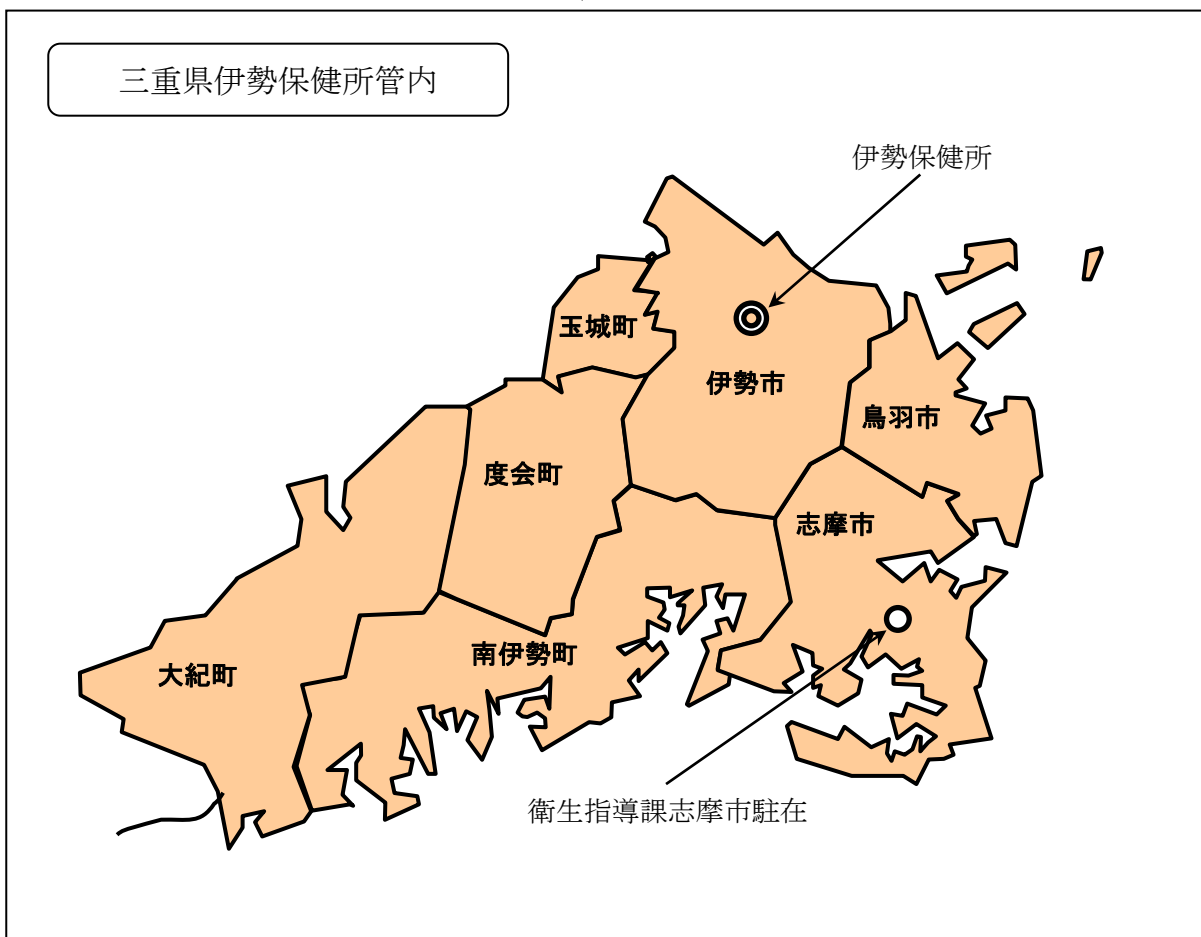 三重県伊勢保健所管内
伊勢保健所
玉城町
伊勢市
鳥羽市
度会町
志摩市
南伊勢町
大紀町
衛生指導課志摩市駐在